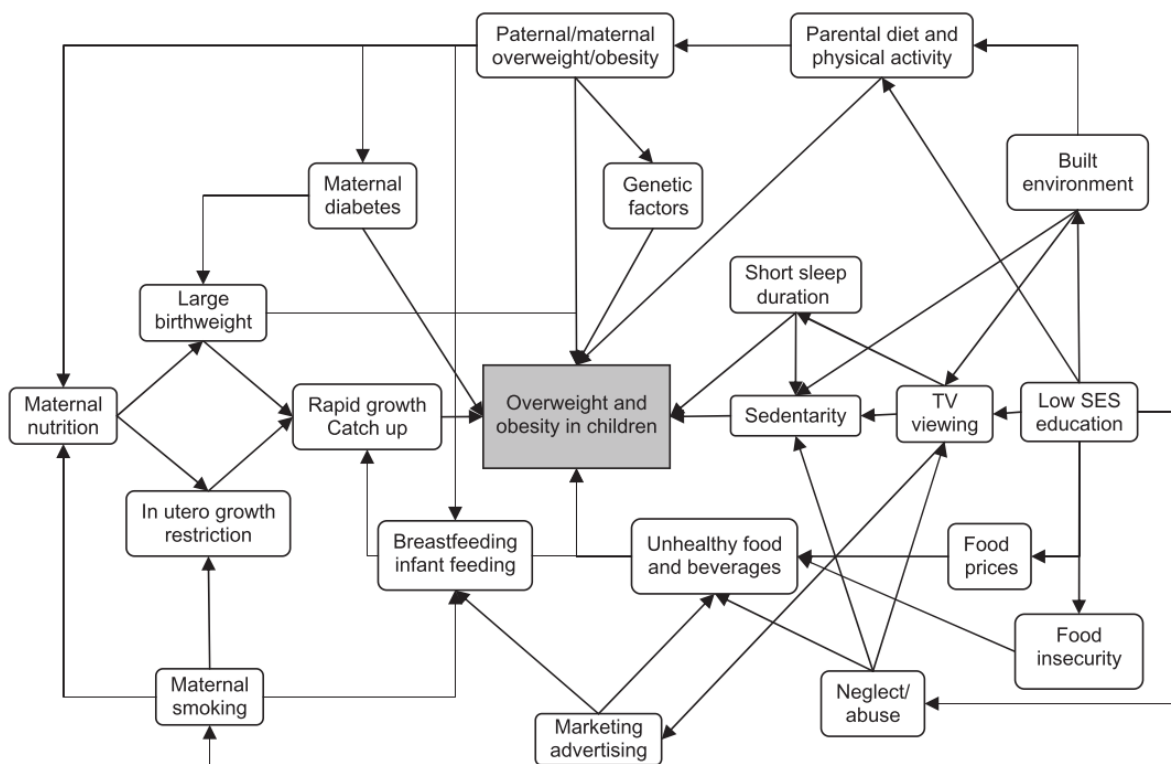 Paternal/maternal
overweight/obesity
Parental diet and
physical activity
Maternal
diabetes
Genetic
factors
Built
environment
Large
birthweight
Short sleep
duration
Maternal
nutrition
Rapid growth
Catch up
Overweight and
obesity in children
Sedentarity
TV
viewing
Low SES
education
In utero growth
restriction
Breastfeeding
infant feeding
Unhealthy food
and beverages
Food
prices
Food
insecurity
Maternal
smoking
Marketing
advertising
Neglect/
abuse